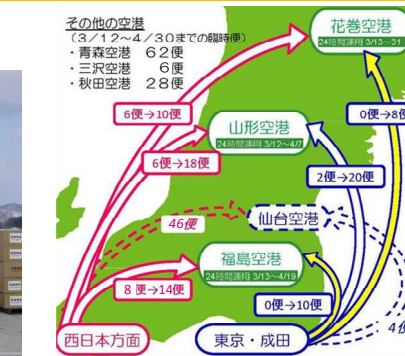 その他の空港
(3/12〜4/30までの臨時便)
・青森空港 62便
・三沢空港 6便
・秋田空港 28便
花巻空港
24時間運用 3/13〜31
6便→10便
0便→8便
山形空港
24時間運用 3/12〜4/7
6便→18便
2便→20便
46便
仙台空港
福島空港
24時間運用 3/13〜4/19
8便→14便
0便→10便
4便
西日本方面
東京・成田